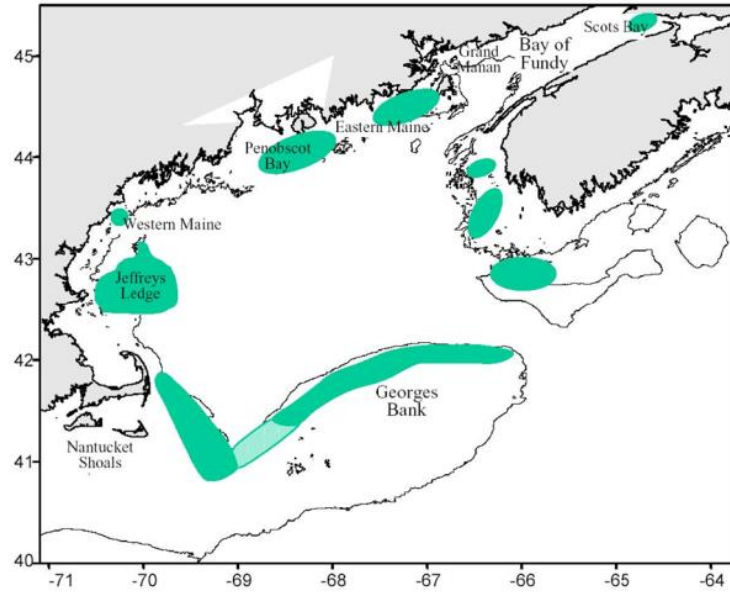 Scots Bay
45
Grand
Manan
Bay of
Fundy
Eastern Maine
Penobscot
Bay
44
Western Maine
43
Jeffreys
Ledge
42
Georges
Bank
Nantucket
Shoals
41
40
-71
-70
-69
-68
-67
-66
-65
-64